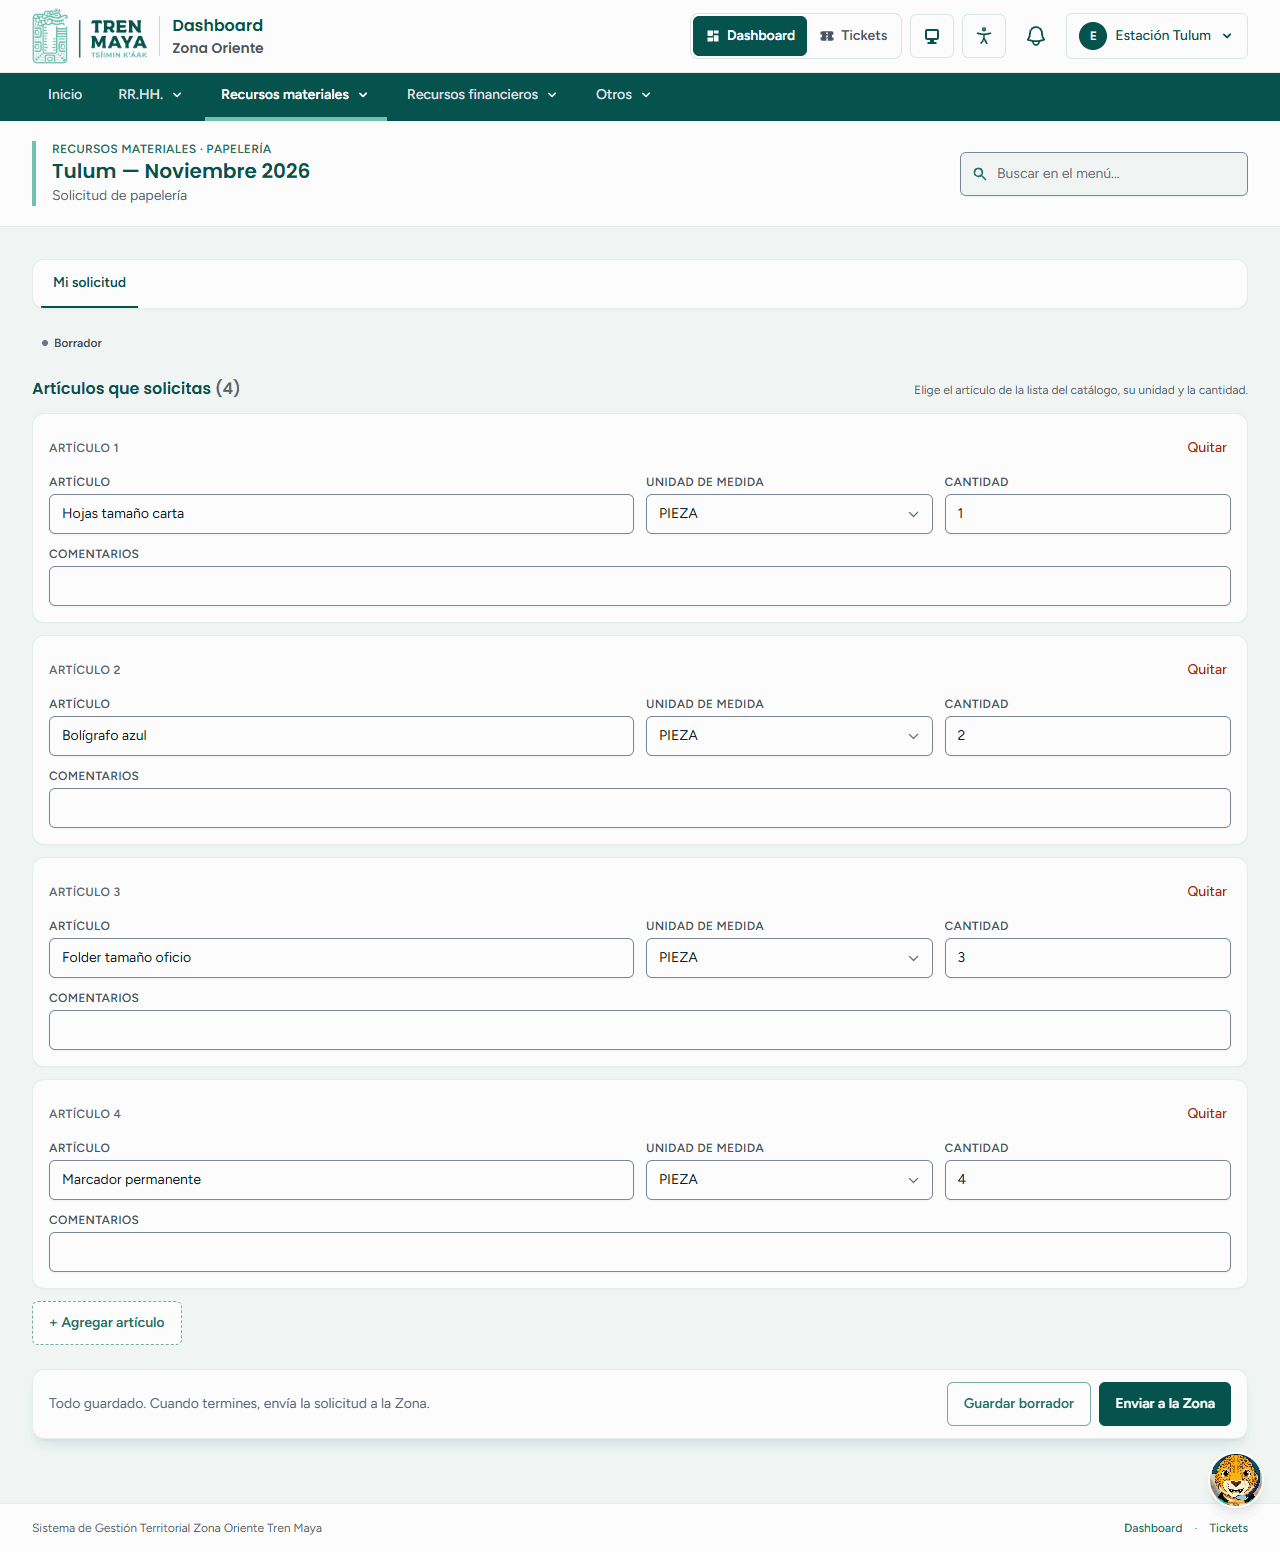 TREN MAYA
TSÍIMIN K'ÁAK
Dashboard
Zona Oriente
Dashboard
Tickets
E
Estación Tulum
Inicio
RR.HH.
Recursos materiales
Recursos financieros
Otros
RECURSOS MATERIALES · PAPELERÍA
Tulum — Noviembre 2026
Solicitud de papelería
Buscar en el menú...
Mi solicitud
Borrador
Artículos que solicitas (4)
Elige el artículo de la lista del catálogo, su unidad y la cantidad.
ARTÍCULO 1
Quitar
ARTÍCULO
UNIDAD DE MEDIDA
CANTIDAD
Hojas tamaño carta
PIEZA
1
COMENTARIOS
ARTÍCULO 2
Quitar
ARTÍCULO
UNIDAD DE MEDIDA
CANTIDAD
Bolígrafo azul
PIEZA
2
COMENTARIOS
ARTÍCULO 3
Quitar
ARTÍCULO
UNIDAD DE MEDIDA
CANTIDAD
Folder tamaño oficio
PIEZA
3
COMENTARIOS
ARTÍCULO 4
Quitar
ARTÍCULO
UNIDAD DE MEDIDA
CANTIDAD
Marcador permanente
PIEZA
4
COMENTARIOS
+ Agregar artículo
Todo guardado. Cuando termines, envía la solicitud a la Zona.
Guardar borrador
Enviar a la Zona
Sistema de Gestión Territorial Zona Oriente Tren Maya
Dashboard · Tickets